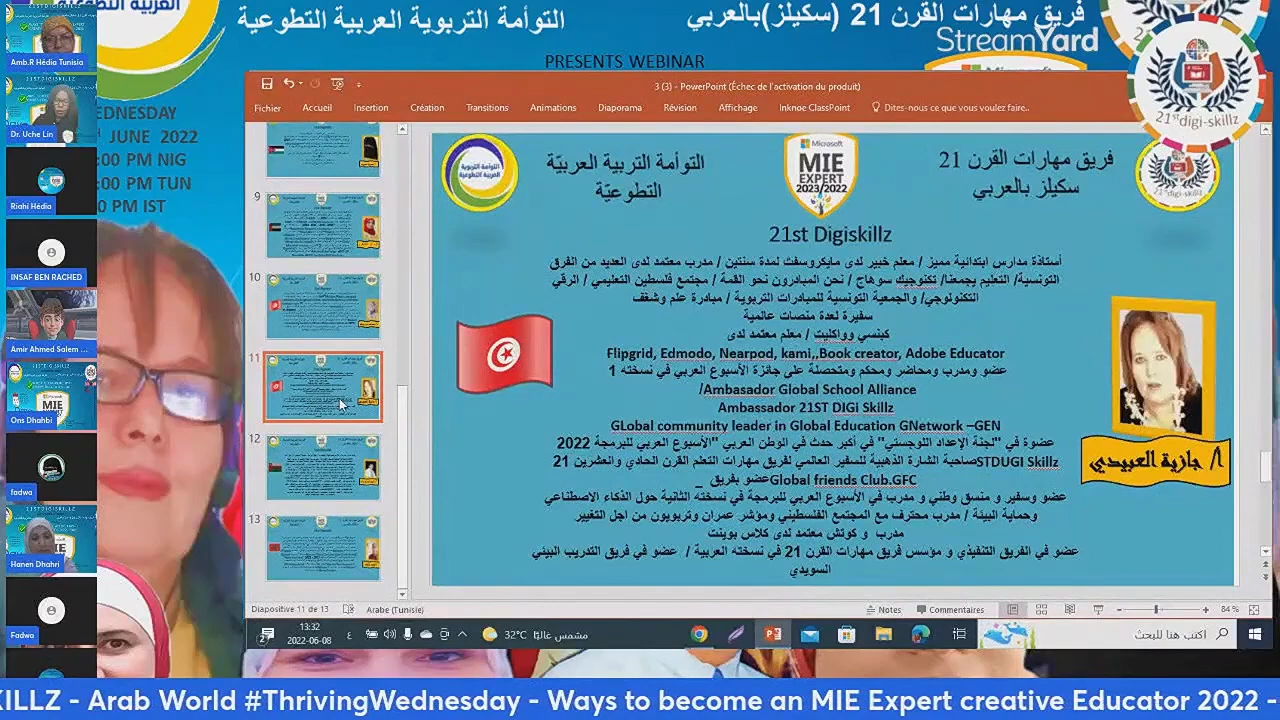 العربية التطوعية
التوأمة التربوية العربية التطوعية
فريق مهارات القرن 21 (سكيلز)بالعربي
StreamYard
PRESENTS WEBINAR
EDNESDAY
JUNE 2022
:00 PM NIG
:00 PM TUN
0 PM IST
Amb.R Hédia Tunisia
Dr. Uche Lin
Riahi Hédia
INSAF BEN RACHED
Amir Ahmed Salem ...
Ons Dhahbi
fadwa
Hanen Dhahri
Fadwa
21st digi-skillz
3 (3) - PowerPoint (Échec de l'activation du produit)
Fichier Accueil Insertion Création Transitions Animations Diaporama Révision Affichage Inknoe ClassPoint Dites-nous ce que vous voulez faire..
9
10
11
12
13
التوأمة التربية العربيّة
التطوعيّة
Microsoft
MIE
EXPERT
2023/2022
فريق مهارات القرن 21
سكيلز بالعربي
21st Digiskillz
أستاذة مدارس ابتدائية مميز / معلم خبير لدى مايكروسفت لمدة سنتين / مدرب معتمد لدى العديد من الفرق
التونسية/ التعليم يجمعنا/ تكنوجيك سوهاج / نحن المبادرون نحو القمة / مجتمع فلسطين التعليمي / الرقي
التكنولوجي/ والجمعية التونسية للمبادرات التربوية / مبادرة علم وشغف
سفيرة لعدة منصات عالمية
كينسي وواكليت / معلم معتمد لدى
Flipgrid, Edmodo, Nearpod, kami,,Book creator, Adobe Educator
عضو ومدرب ومحاضر ومحكم ومتحصلة على جائزة الأسبوع العربي في نسخته 1
/Ambasador Global School Alliance
Ambassador 21ST DIGi Skillz
GLobal community leader in Global Education GNetwork –GEN
عضوة في "لجنة الإعداد اللوجستي" في أكبر حدث في الوطن العربي "الأسبوع العربي للبرمجة 2022
صاحبة الشارة الذهبية للسفير العالمي لفريق مهارات التعلم القرن الحادي والعشرين 21STDUGI Skillz
Global friends Club.GFCعضو بفريق _
عضو وسفير و منسق وطني و مدرب في الأسبوع العربي للبرمجة في نسخته الثانية حول الذكاء الاصطناعي
وحماية البيئة / مدرب محترف مع المجتمع الفلسطيني ومؤشر عمران وتربويون من اجل التغيير
مدرب و كوتش معتمد لدى كلاس بوينت
عضو في الفريق التنفيذي و مؤسس فريق مهارات القرن 21 في نسخته العربية / عضو في فريق التدريب البيني
السويدي
أ/ جازية العبيدي
Diapositive 11 de 13 Arabe (Tunisie) Notes Commentaires 84 %
13:32
2022-06-08
ع
32°C مشمس غالبًا
اكتب هنا للبحث
KILLZ - Arab World #ThrivingWednesday - Ways to become an MIE Expert creative Educator 2022 -